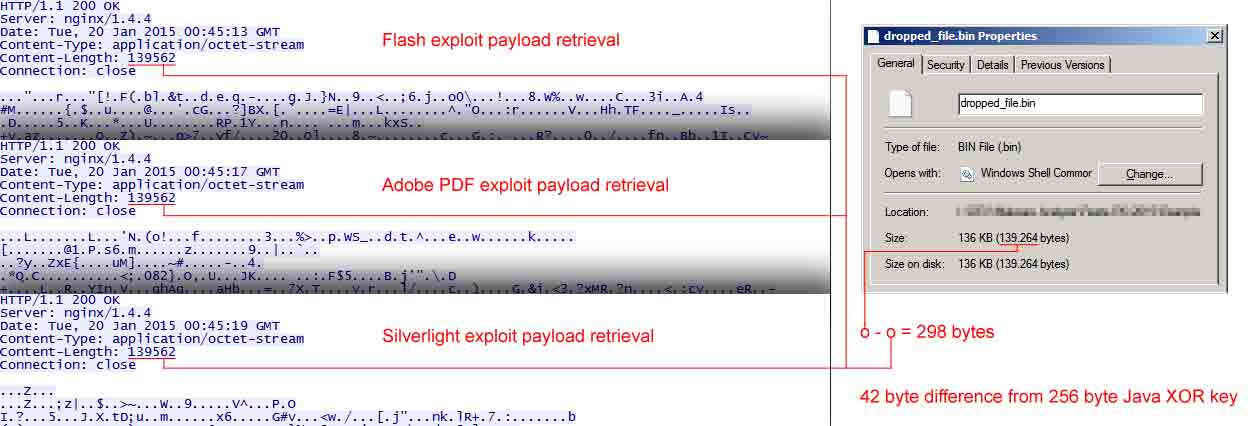 HTTP/1.1 200 OK
Server: nginx/1.4.4
Date: Tue, 20 Jan 2015 00:45:13 GMT
Content-Type: application/octet-stream
Content-Length: 139562
Connection: close
Flash exploit payload retrieval
..."...r..."[!.F(.b].&t..d.e.q.-....g.J.}N..9..<..;6.j..oO\...!...8.W%..w....C...3i..A.4
#M......{.$..u....@...'.cG...?]BX.[. ....=E|...L........^."O...:r......V...Hh.TF...._.....Is..
.D.....5..K...*...U........RP.1Y...n.... ...m...kxS..
HTTP/1.1 200 OK
Server: nginx/1.4.4
Date: Tue, 20 Jan 2015 00:45:17 GMT
Content-Type: application/octet-stream
Content-Length: 139562
Connection: close
Adobe PDF exploit payload retrieval
...L.......L...'N.(o!...f........3...%>..p.WS_..d.t.^...e..w......k.....
[.......@1.P.s6.m......z.......9..|..`..
..?y..ZxE{....uM]....~#.....-..4.
HTTP/1.1 200 OK
Server: nginx/1.4.4
Date: Tue, 20 Jan 2015 00:45:19 GMT
Content-Type: application/octet-stream
Content-Length: 139562
Connection: close
Silverlight exploit payload retrieval
...Z...
...Z...;z|..$..>~...W..9.....V^...P.O
I.?...5...J.X.tD;u..m......x6.....G#v...<w./...[.j"...nk.]R+.7.:.......b
dropped_file.bin Properties
General Security Details Previous Versions
dropped_file.bin
Type of file: BIN File (.bin)
Opens with: Windows Shell Commor Change...
Location:
Size: 136 KB (139.264 bytes)
Size on disk: 136 KB (139.264 bytes)
o - o = 298 bytes
42 byte difference from 256 byte Java XOR key